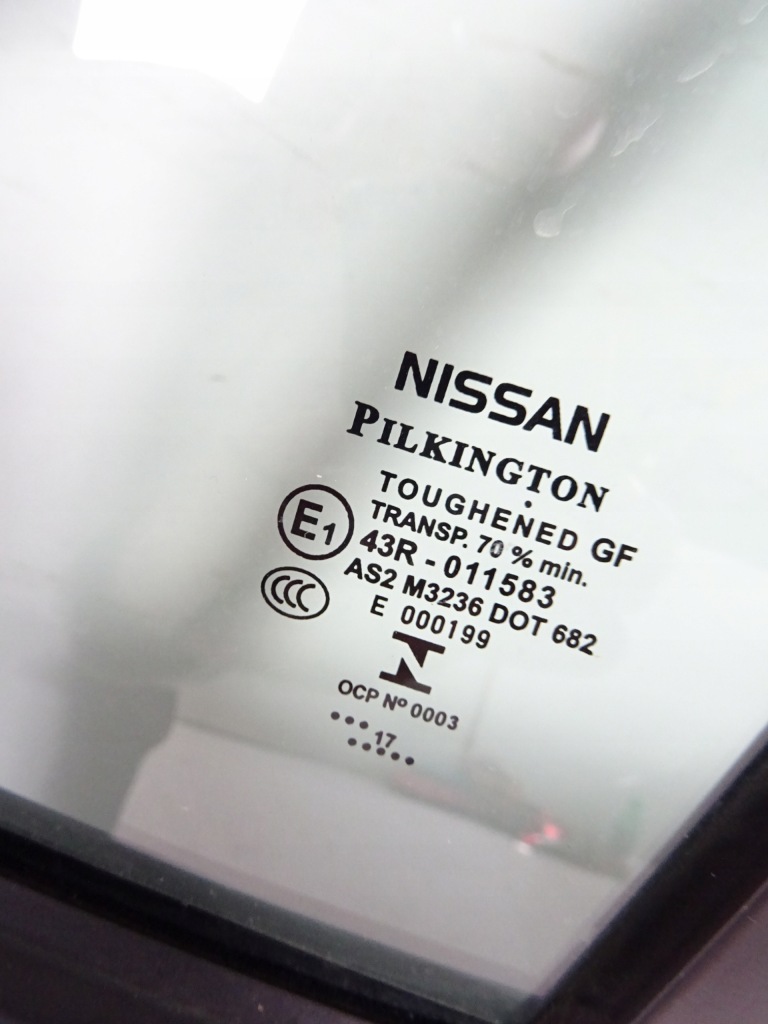 NISSAN
PILKINGTON
TOUGHENED GF
TRANSP. 70 % min.
E1
43R - 011583
CCC
AS2 M3236 DOT 682
E 000199
OCP Nº 0003
•••
17
•••••